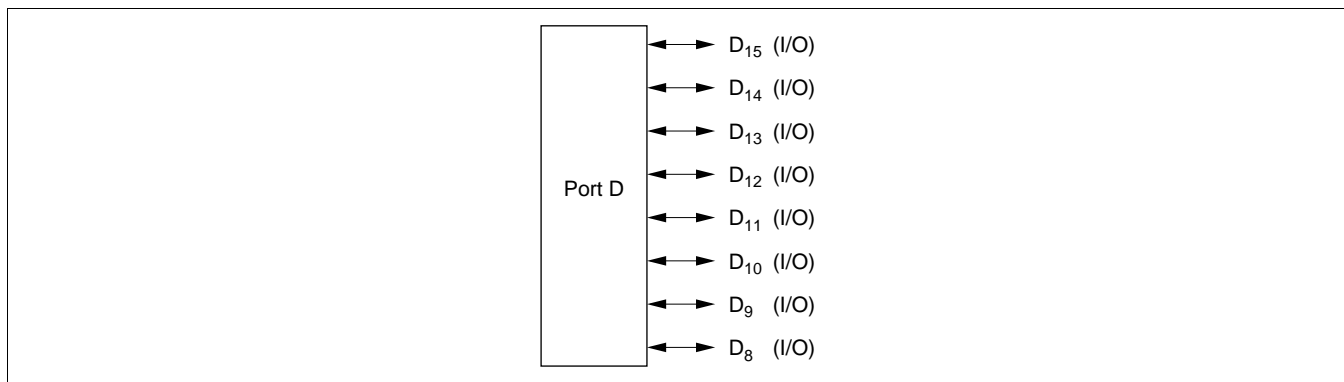 D15 (I/O)
D14 (I/O)
D13 (I/O)
D12 (I/O)
Port D
D11 (I/O)
D10 (I/O)
D9 (I/O)
D8 (I/O)